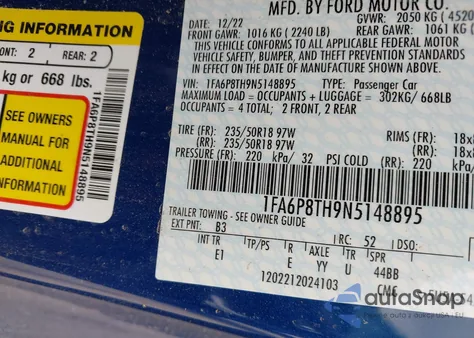 ING INFORMATION
ONT: 2 REAR: 2
kg or 668 lbs.
SEE OWNERS
MANUAL FOR
ADDITIONAL
INFORMATION
1FA6P8TH9N5148895
MFD. BY FORD MOTOR CO.
DATE: 12/22 GVWR: 2050 KG ( 4520
FRONT GAWR: 1016 KG ( 2240 LB) REAR GAWR: 1061 KG
THIS VEHICLE CONFORMS TO ALL APPLICABLE FEDERAL MOTOR
VEHICLE SAFETY, BUMPER, AND THEFT PREVENTION STANDARDS
IN EFFECT ON THE DATE OF MANUFACTURE SHOWN ABOVE.
VIN: 1FA6P8TH9N5148895 TYPE: Passenger Car
MAXIMUM LOAD = OCCUPANTS + LUGGAGE = 302KG/ 668LB
OCCUPANTS = 4 TOTAL; 2 FRONT, 2 REAR
TIRE (FR): 235/50R18 97W RIMS (FR): 18x
(RR): 235/50R18 97W (RR): 18x
PRESSURE (FR): 220 kPa/ 32 PSI COLD (RR): 220 kPa/
1FA6P8TH9N5148895
TRAILER TOWING - SEE OWNER GUIDE
EXT PNT: B3 RC: 52 DSO:
INT TR TP/PS R AXLE TR SPR
E1 E YY U 44BB
1202212024103 CMF
autoSnap